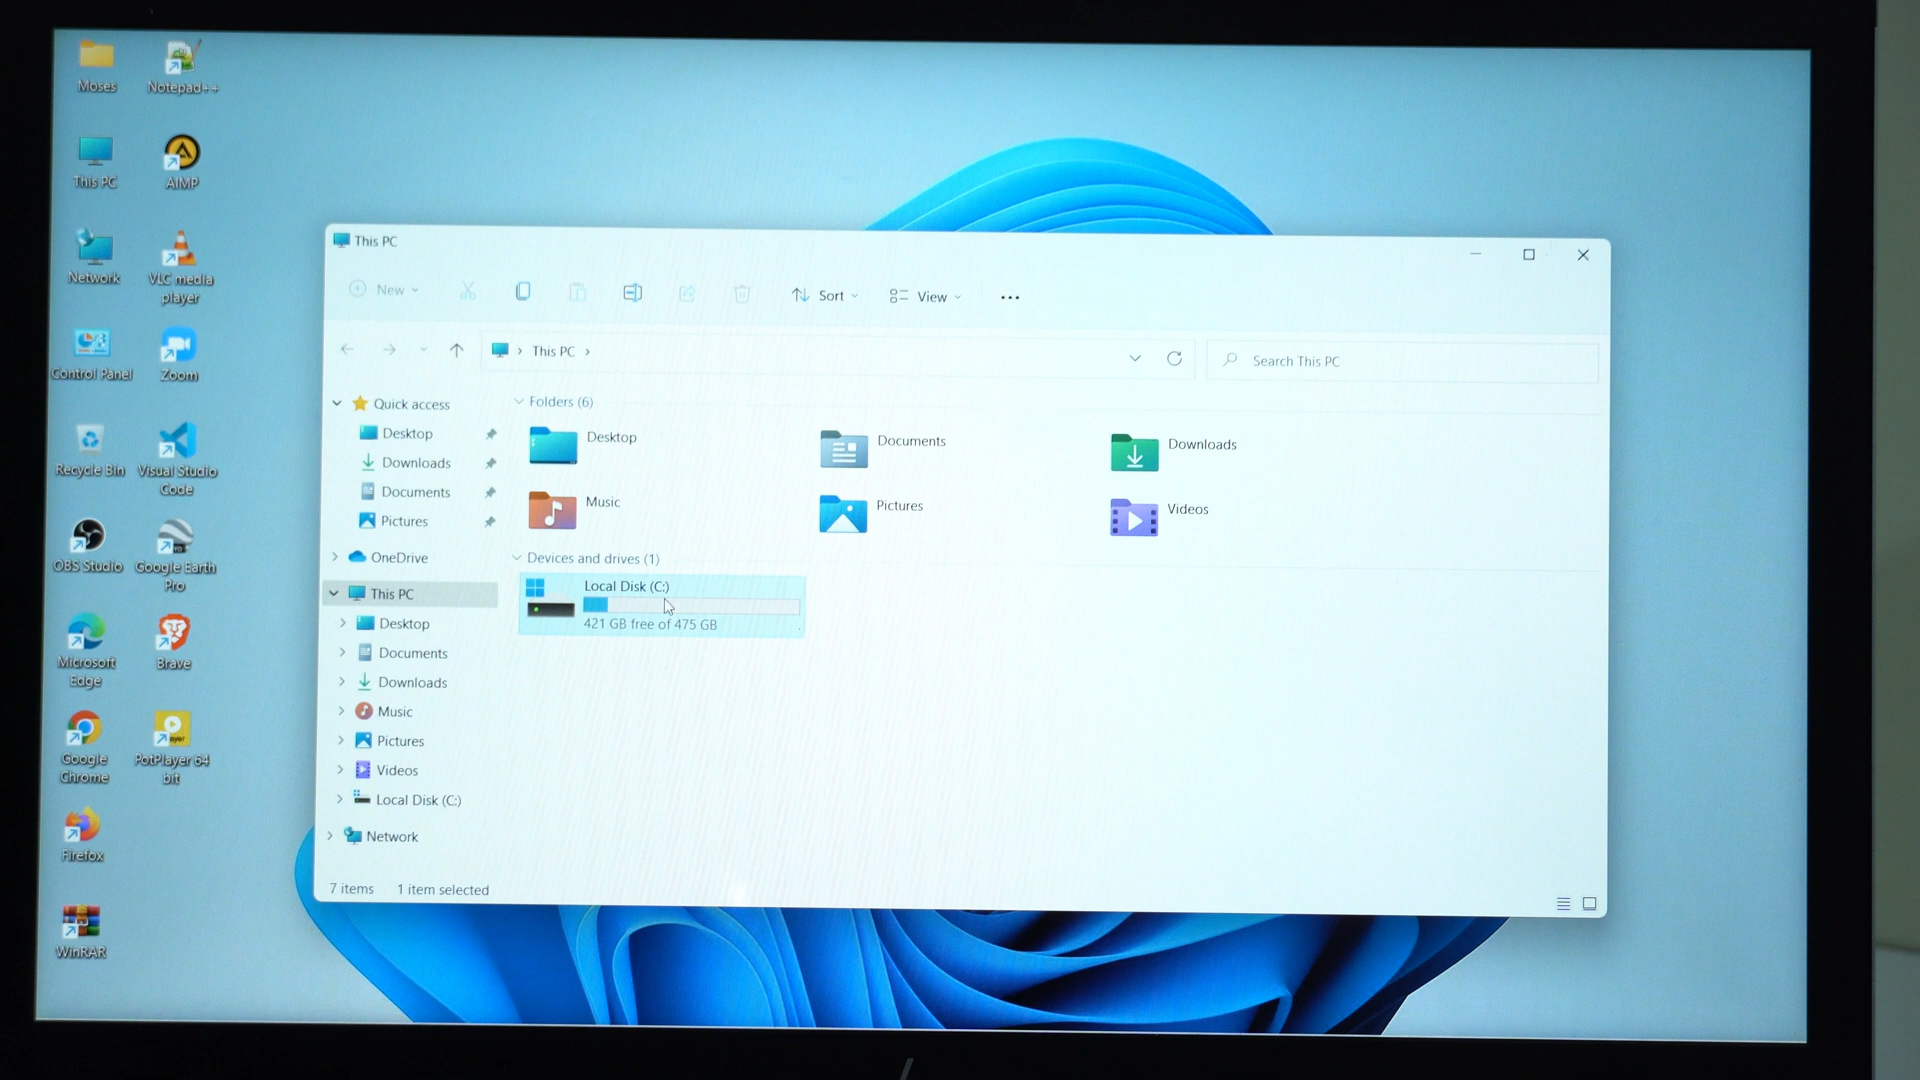 Moses
Notepad++
This PC
AIMP
Network
VLC media
player
Control Panel
Zoom
Recycle Bin
Visual Studio
Code
OBS Studio
Google Earth
Pro
Microsoft
Edge
Brave
Google
Chrome
PotPlayer 64
bit
Firefox
WinRAR
This PC
New
Sort
View
This PC
Search This PC
Quick access
Desktop
Downloads
Documents
Pictures
OneDrive
This PC
Desktop
Documents
Downloads
Music
Pictures
Videos
Local Disk (C:)
Network
Folders (6)
Desktop
Documents
Downloads
Music
Pictures
Videos
Devices and drives (1)
Local Disk (C:)
421 GB free of 475 GB
7 items 1 item selected